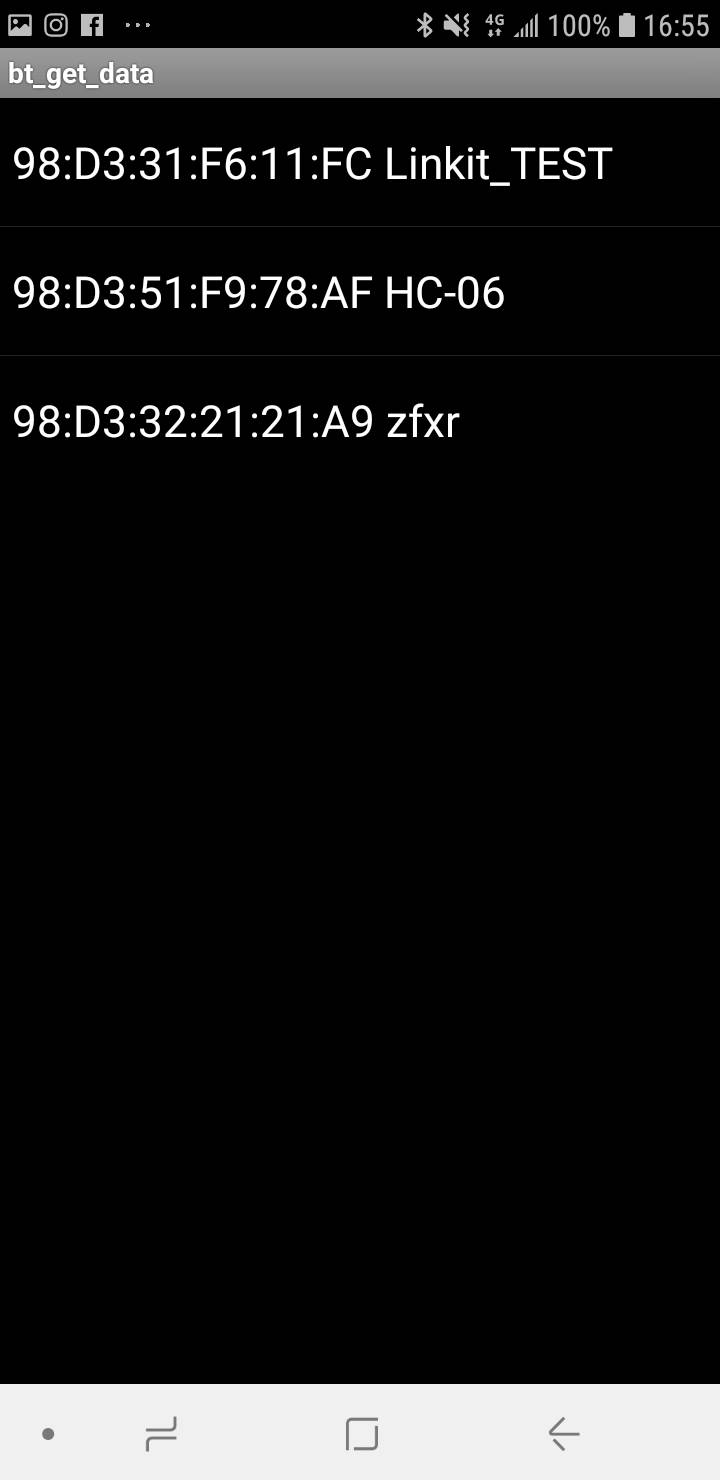 4G 100% 16:55
bt_get_data
98:D3:31:F6:11:FC Linkit_TEST
98:D3:51:F9:78:AF HC-06
98:D3:32:21:21:A9 zfxr